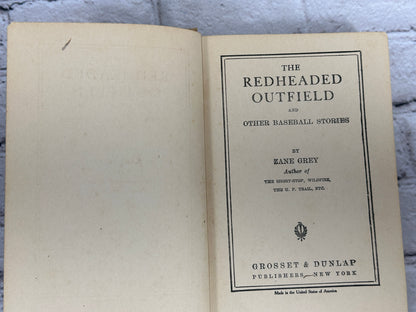 THE
REDHEADED
OUTFIELD
AND
OTHER BASEBALL STORIES
BY
ZANE GREY
Author of
THE SHORT-STOP, WILDFIRE,
THE U. P. TRAIL, ETC.
GROSSET & DUNLAP
PUBLISHERS NEW YORK
Made in the United States of America